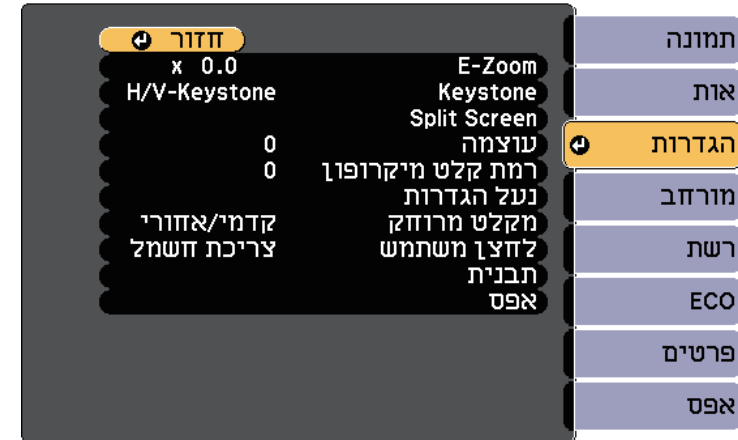 תמונה
אות
הגדרות
מורחב
רשת
ECO
פרטים
אפס
חזור
E-Zoom x 0.0
Keystone H/V-Keystone
Split Screen
עוצמה 0
רמת קלט מיקרופון 0
נעל הגדרות
מקלט מרוחק קדמי/אחורי
לחצן משתמש צריכת חשמל
תבנית
אפס